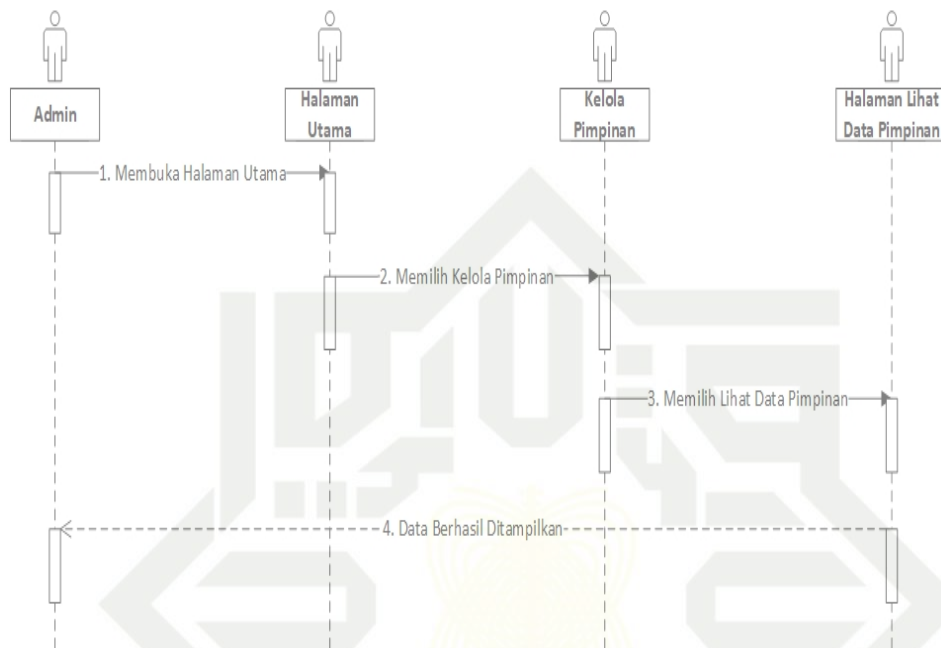 Admin
Halaman
Utama
Kelola
Pimpinan
Halaman Lihat
Data Pimpinan
1. Membuka Halaman Utama
2. Memilih Kelola Pimpinan
3. Memilih Lihat Data Pimpinan
4. Data Berhasil Ditampilkan